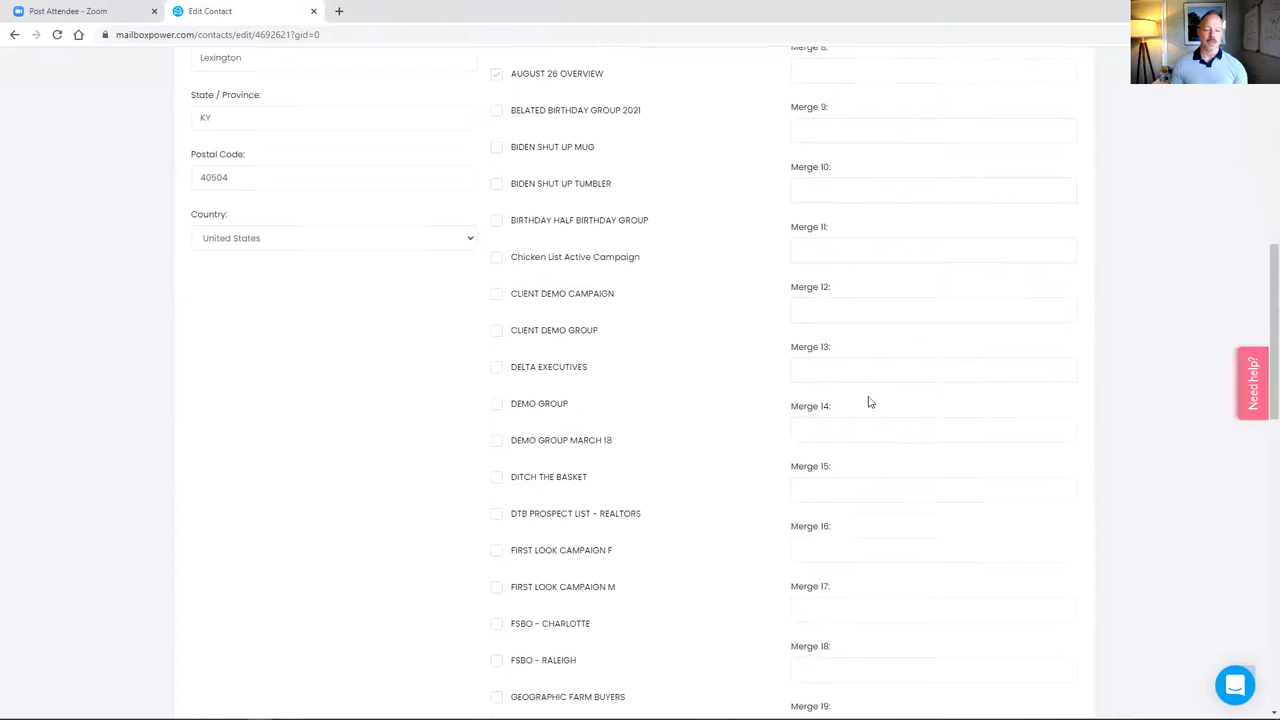 Post Attendee - Zoom
Edit Contact
mailboxpower.com/contacts/edit/4692621?gid=0
Lexington
State / Province:
KY
Postal Code:
40504
Country:
United States
AUGUST 26 OVERVIEW
BELATED BIRTHDAY GROUP 2021
BIDEN SHUT UP MUG
BIDEN SHUT UP TUMBLER
BIRTHDAY HALF BIRTHDAY GROUP
Chicken List Active Campaign
CLIENT DEMO CAMPAIGN
CLIENT DEMO GROUP
DELTA EXECUTIVES
DEMO GROUP
DEMO GROUP MARCH 18
DITCH THE BASKET
DTB PROSPECT LIST - REALTORS
FIRST LOOK CAMPAIGN F
FIRST LOOK CAMPAIGN M
FSBO - CHARLOTTE
FSBO - RALEIGH
GEOGRAPHIC FARM BUYERS
Merge 8:
Merge 9:
Merge 10:
Merge 11:
Merge 12:
Merge 13:
Merge 14:
Merge 15:
Merge 16:
Merge 17:
Merge 18:
Merge 19:
Need help?